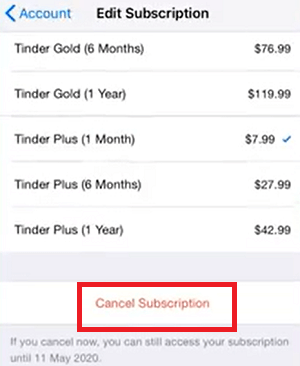 Account Edit Subscription
Tinder Gold (6 Months) $76.99
Tinder Gold (1 Year) $119.99
Tinder Plus (1 Month) $7.99
Tinder Plus (6 Months) $27.99
Tinder Plus (1 Year) $42.99
Cancel Subscription
If you cancel now, you can still access your subscription
until 11 May 2020.